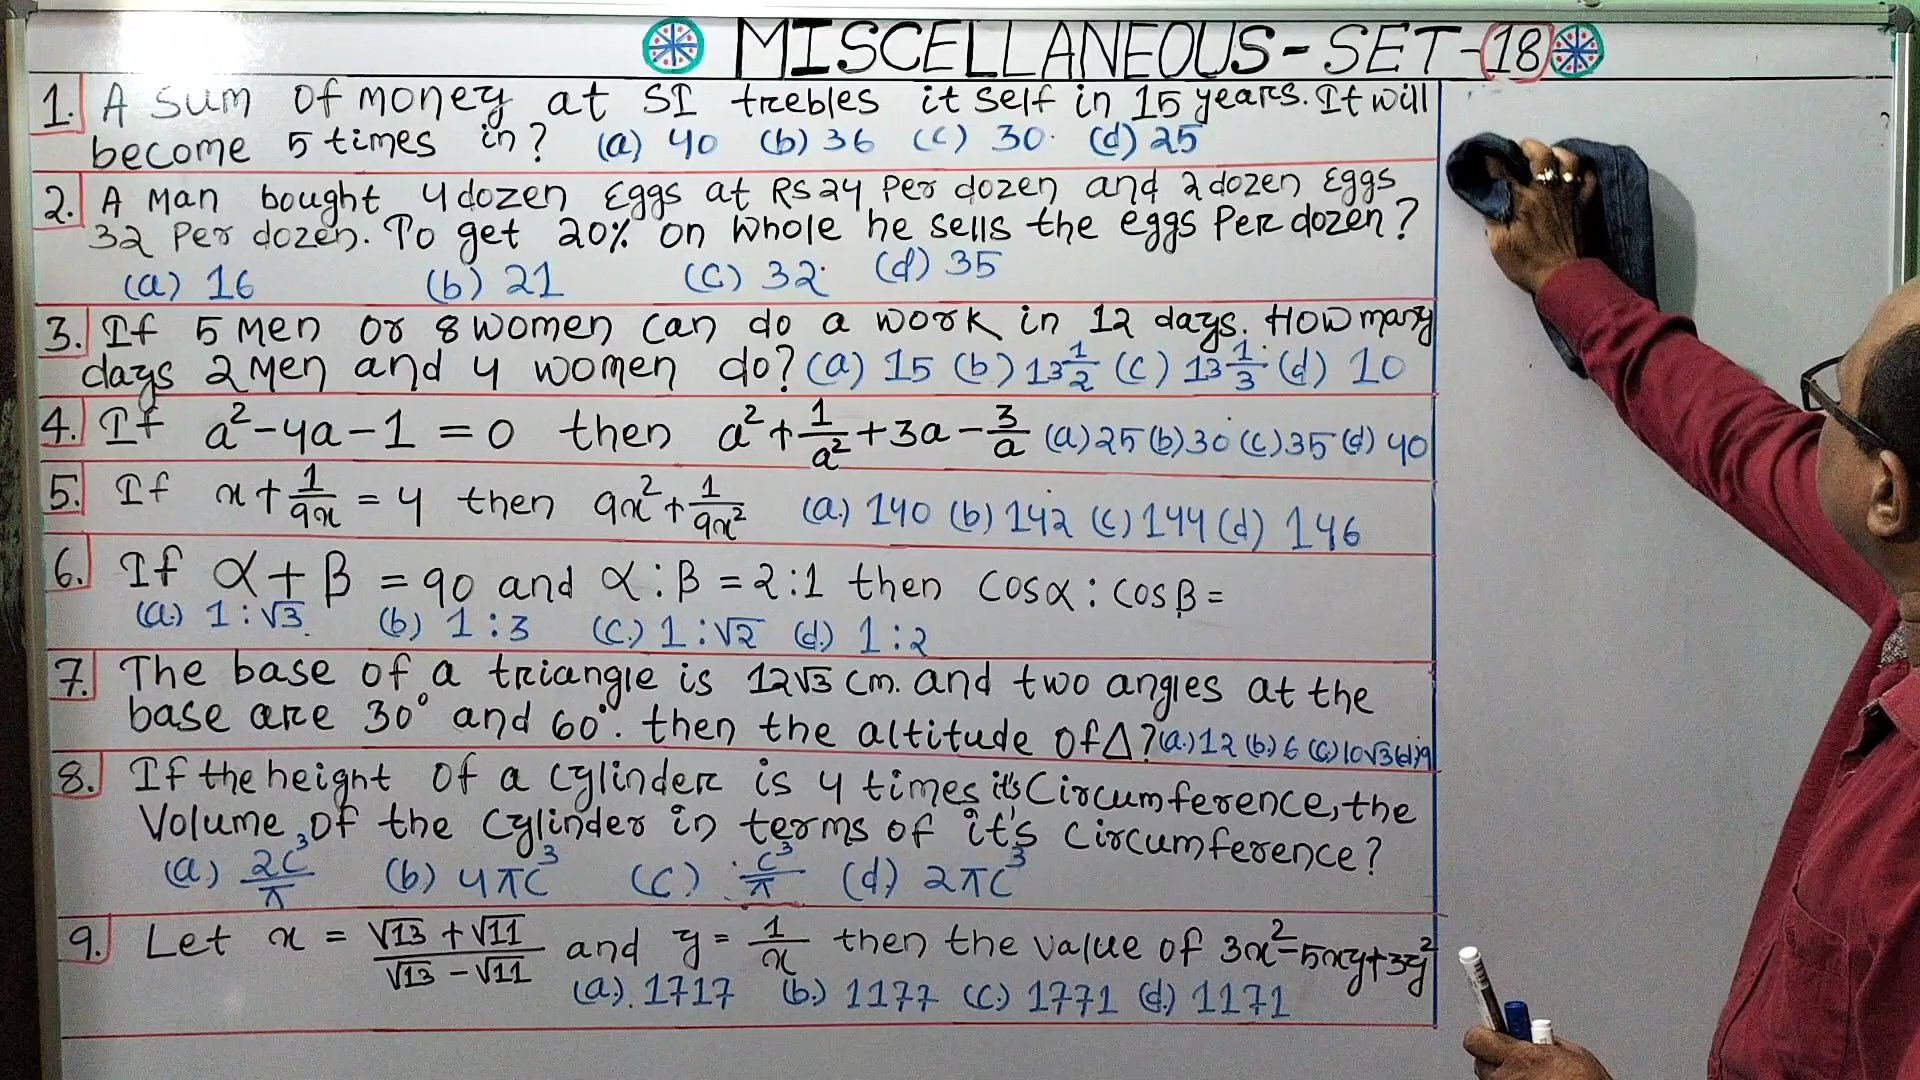 MISCELLANEOUS-SET-18
1. A sum of money at SI trebles it self in 15 years. It will
become 5 times in? (a) 40 (b) 36 (c) 30 (d) 25
2. A Man bought 4 dozen Eggs at RS 24 Per dozen and 2 dozen Eggs
32 Per dozen. To get 20% on whole he sells the eggs Per dozen?
(a) 16 (b) 21 (c) 32 (d) 35
3. If 5 Men or 8 women can do a work in 12 days. How many
days 2 Men and 4 women do? (a) 15 (b) 13 1/2 (c) 13 1/3 (d) 10
4. If a²-4a-1 = 0 then a²+1/a²+3a-3/a (a) 25 (b) 30 (c) 35 (d) 40
5. If x+1/9x = 4 then 9x²+1/9x² (a) 140 (b) 142 (c) 144 (d) 146
6. If α+β = 90 and α:β = 2:1 then cosα : cosβ =
(a) 1:√3 (b) 1:3 (c) 1:√2 (d) 1:2
7. The base of a triangle is 12√3 cm. and two angles at the
base are 30° and 60°. then the altitude of Δ? (a) 12 (b) 6 (c) 10√3 (d) 9
8. If the height of a cylinder is 4 times it's Circumference, the
Volume of the cylinder in terms of it's circumference?
(a) 2c³/π (b) 4πc³ (c) c³/π (d) 2πc³
9. Let x = √13+√11/√13-√11 and y = 1/x then the value of 3x²-5xy+3y²
(a) 1717 (b) 1177 (c) 1771 (d) 1171